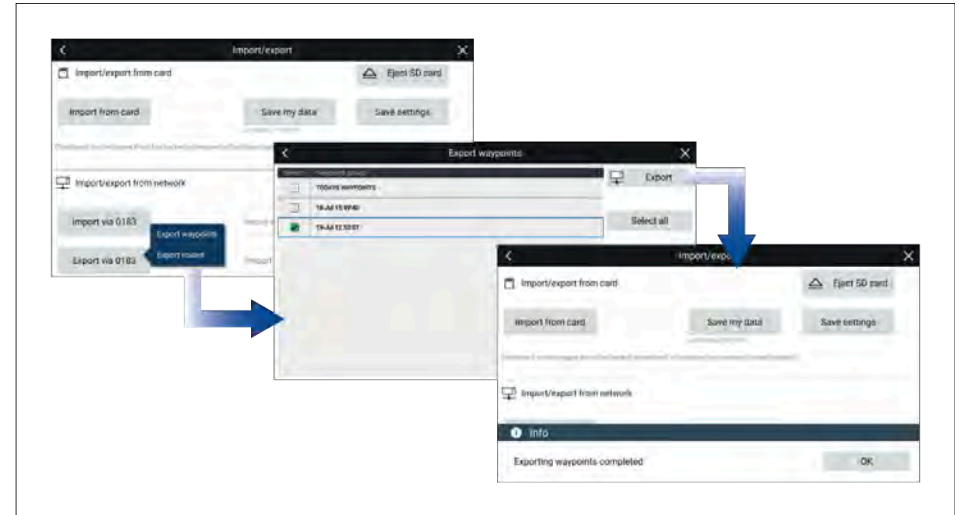 Import/export
Import/export from card
Eject SD card
Import from card
Save my data
Save settings
Import/export from network
Import via 0183
Export waypoints
Export via 0183
Export routes
Export waypoints
TODAYS WAYPOINTS
Export
Select all
Import/expo
Import/export from card
Eject SD card
Import from card
Save my data
Save settings
Import/export from network
Info
Exporting waypoints completed
OK